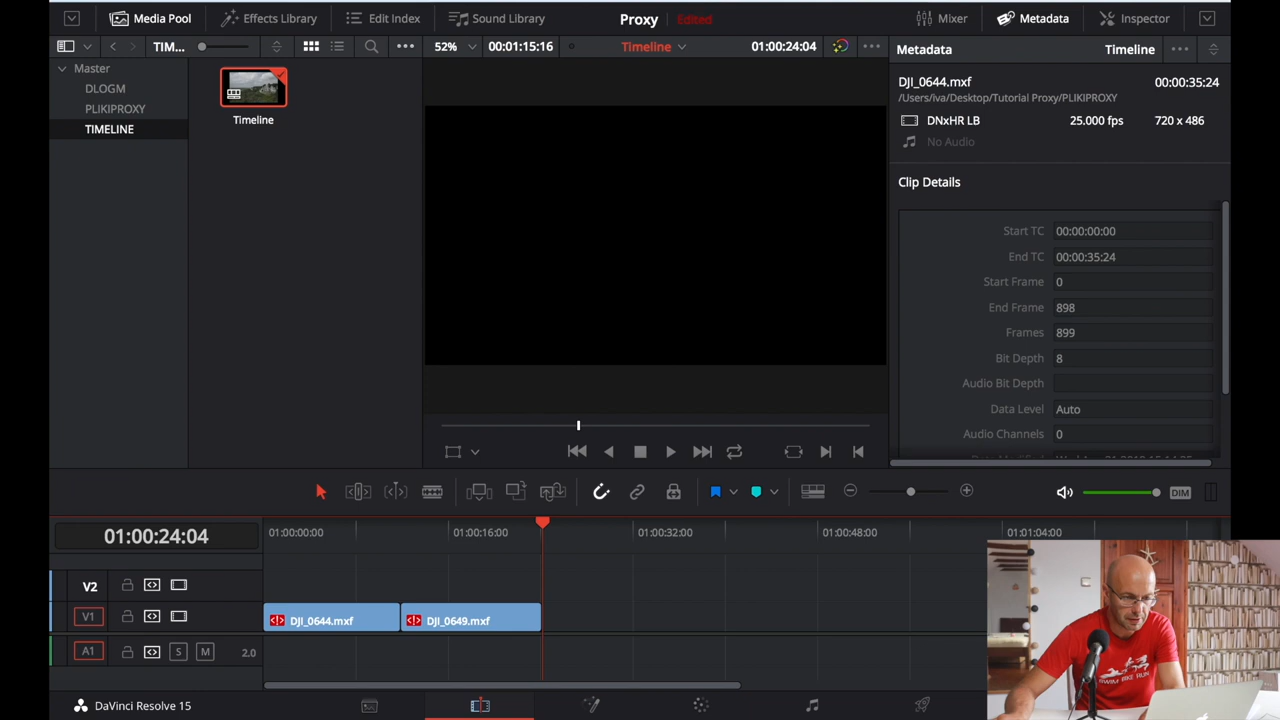 Media Pool
Effects Library
Edit Index
Sound Library
Proxy
Edited
Mixer
Metadata
Inspector
TIM...
52%
00:01:15:16
Timeline
01:00:24:04
Metadata
Timeline
Master
DLOGM
PLIKIPROXY
TIMELINE
Timeline
DJI_0644.mxf
00:00:35:24
/Users/iva/Desktop/Tutorial Proxy/PLIKIPROXY
DNxHR LB
25.000 fps
720 x 486
No Audio
Clip Details
Start TC
00:00:00:00
End TC
00:00:35:24
Start Frame
0
End Frame
898
Frames
899
Bit Depth
8
Audio Bit Depth
Data Level
Auto
Audio Channels
0
DIM
01:00:24:04
01:00:00:00
01:00:16:00
01:00:32:00
01:00:48:00
01:01:04:00
V2
V1
DJI_0644.mxf
DJI_0649.mxf
A1
S
M
2.0
SWIM BIKE RUN
DaVinci Resolve 15